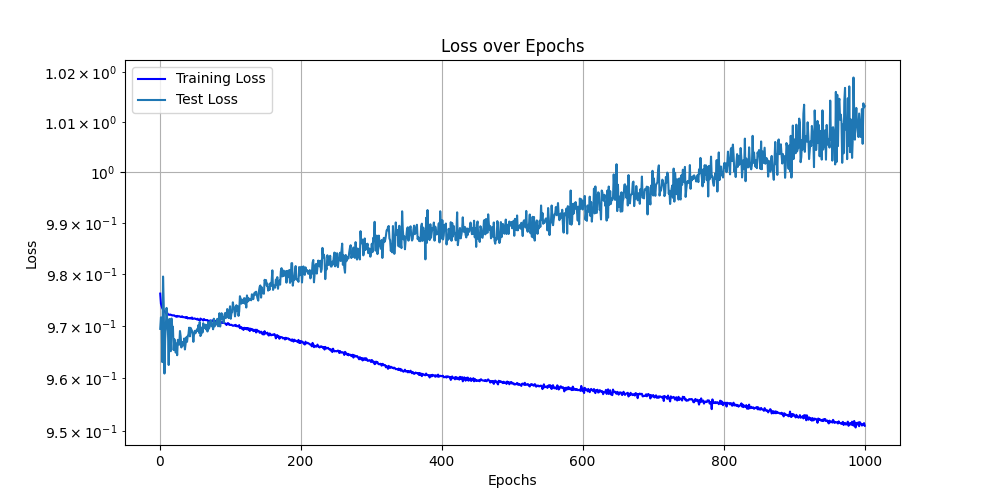 Loss over Epochs
Training Loss
Test Loss
1.02 × 10⁰
1.01 × 10⁰
10⁰
9.9 × 10⁻¹
9.8 × 10⁻¹
9.7 × 10⁻¹
9.6 × 10⁻¹
9.5 × 10⁻¹
Loss
0 200 400 600 800 1000
Epochs